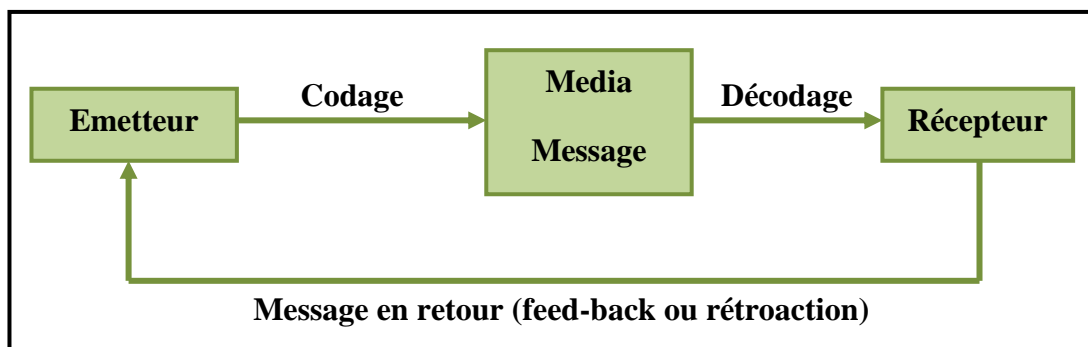 Emetteur
Codage
Media
Message
Décodage
Récepteur
Message en retour (feed-back ou rétroaction)